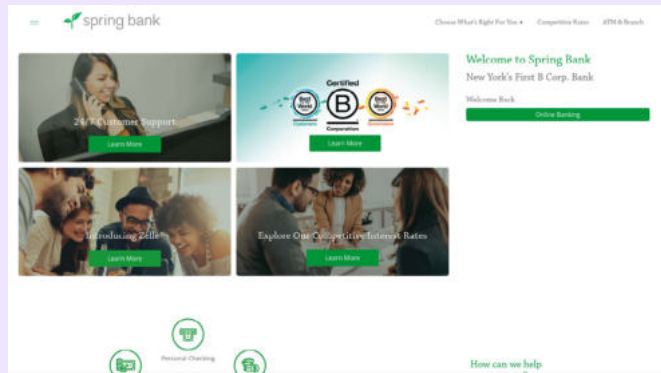 spring bank
Choose What's Right For You
Competitive Rates
ATM & Branch
24/7 Customer Support
Learn More
Certified
B
Corporation
Learn More
Welcome to Spring Bank
New York's First B Corp. Bank
Welcome Back
Online Banking
Introducing Zelle
Learn More
Explore Our Competitive Interest Rates
Learn More
Personal Checking
How can we help